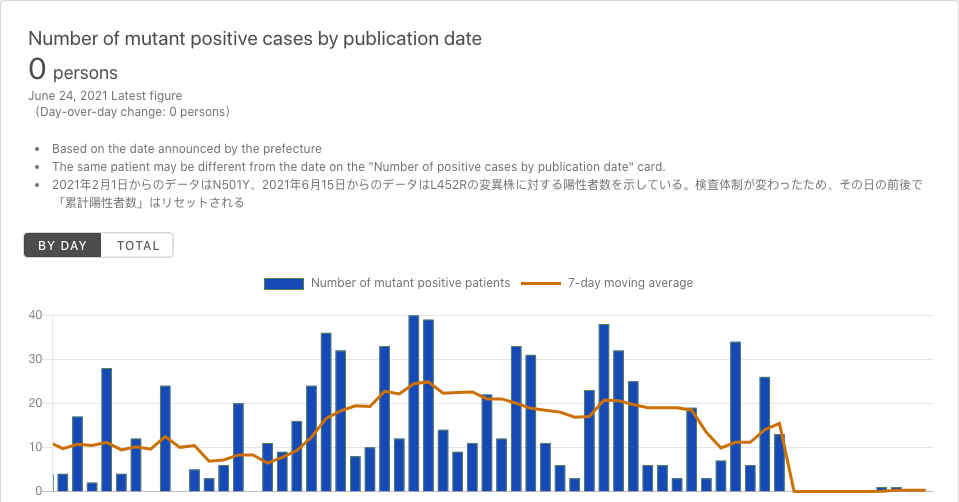 Number of mutant positive cases by publication date
0 persons
June 24, 2021 Latest figure
(Day-over-day change: 0 persons)
• Based on the date announced by the prefecture
• The same patient may be different from the date on the "Number of positive cases by publication date" card.
• 2021年2月1日からのデータはN501Y、2021年6月15日からのデータはL452Rの変異株に対する陽性者数を示している。検査体制が変わったため、その日の前後で
「累計陽性者数」はリセットされる
BY DAY TOTAL
Number of mutant positive patients 7-day moving average
40
30
20
10
0